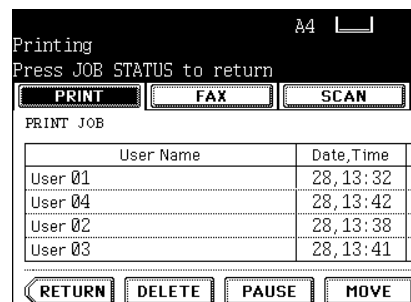 A4
Printing
Press JOB STATUS to return
PRINT FAX SCAN
PRINT JOB
User Name Date,Time
User 01 28,13:32
User 04 28,13:42
User 02 28,13:38
User 03 28,13:41
RETURN DELETE PAUSE MOVE